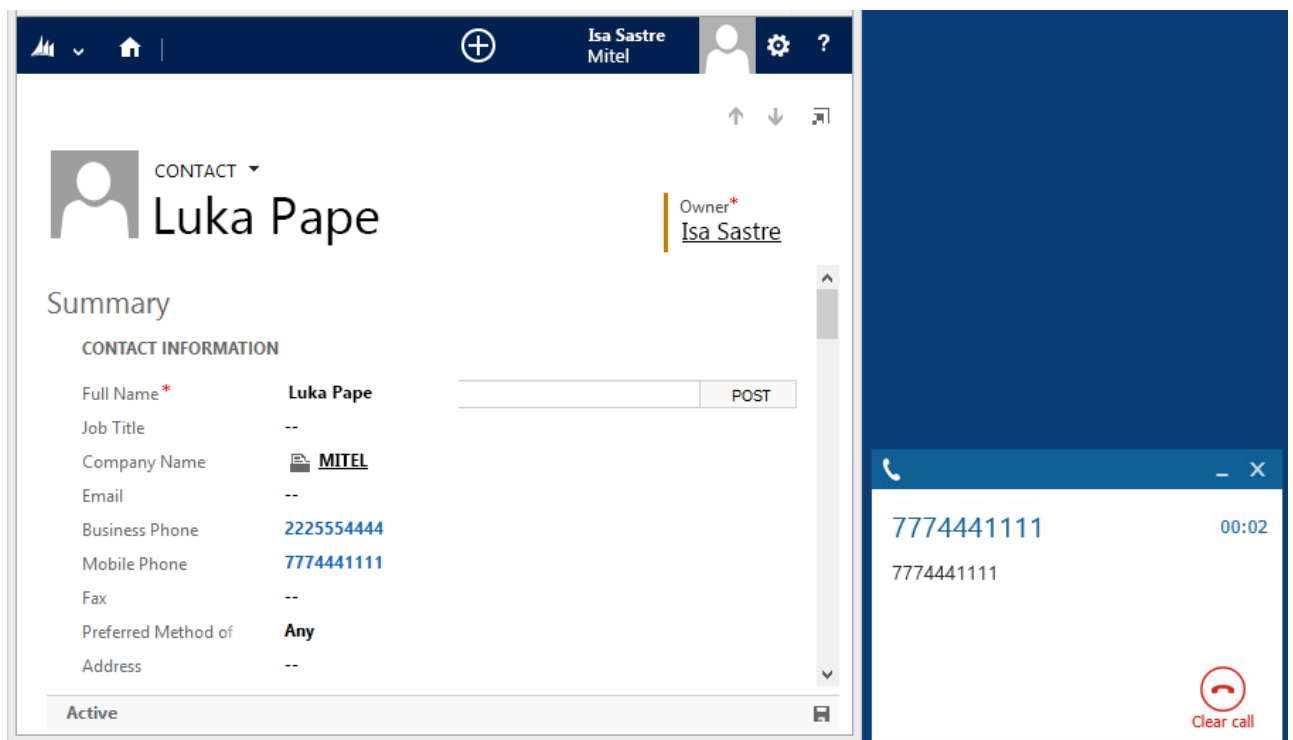 Isa Sastre
Mitel
?
CONTACT
Luka Pape
Owner*
Isa Sastre
Summary
CONTACT INFORMATION
Full Name* Luka Pape POST
Job Title --
Company Name MITEL
Email --
Business Phone 2225554444
Mobile Phone 7774441111
Fax --
Preferred Method of Any
Address --
Active
7774441111 00:02
7774441111
Clear call